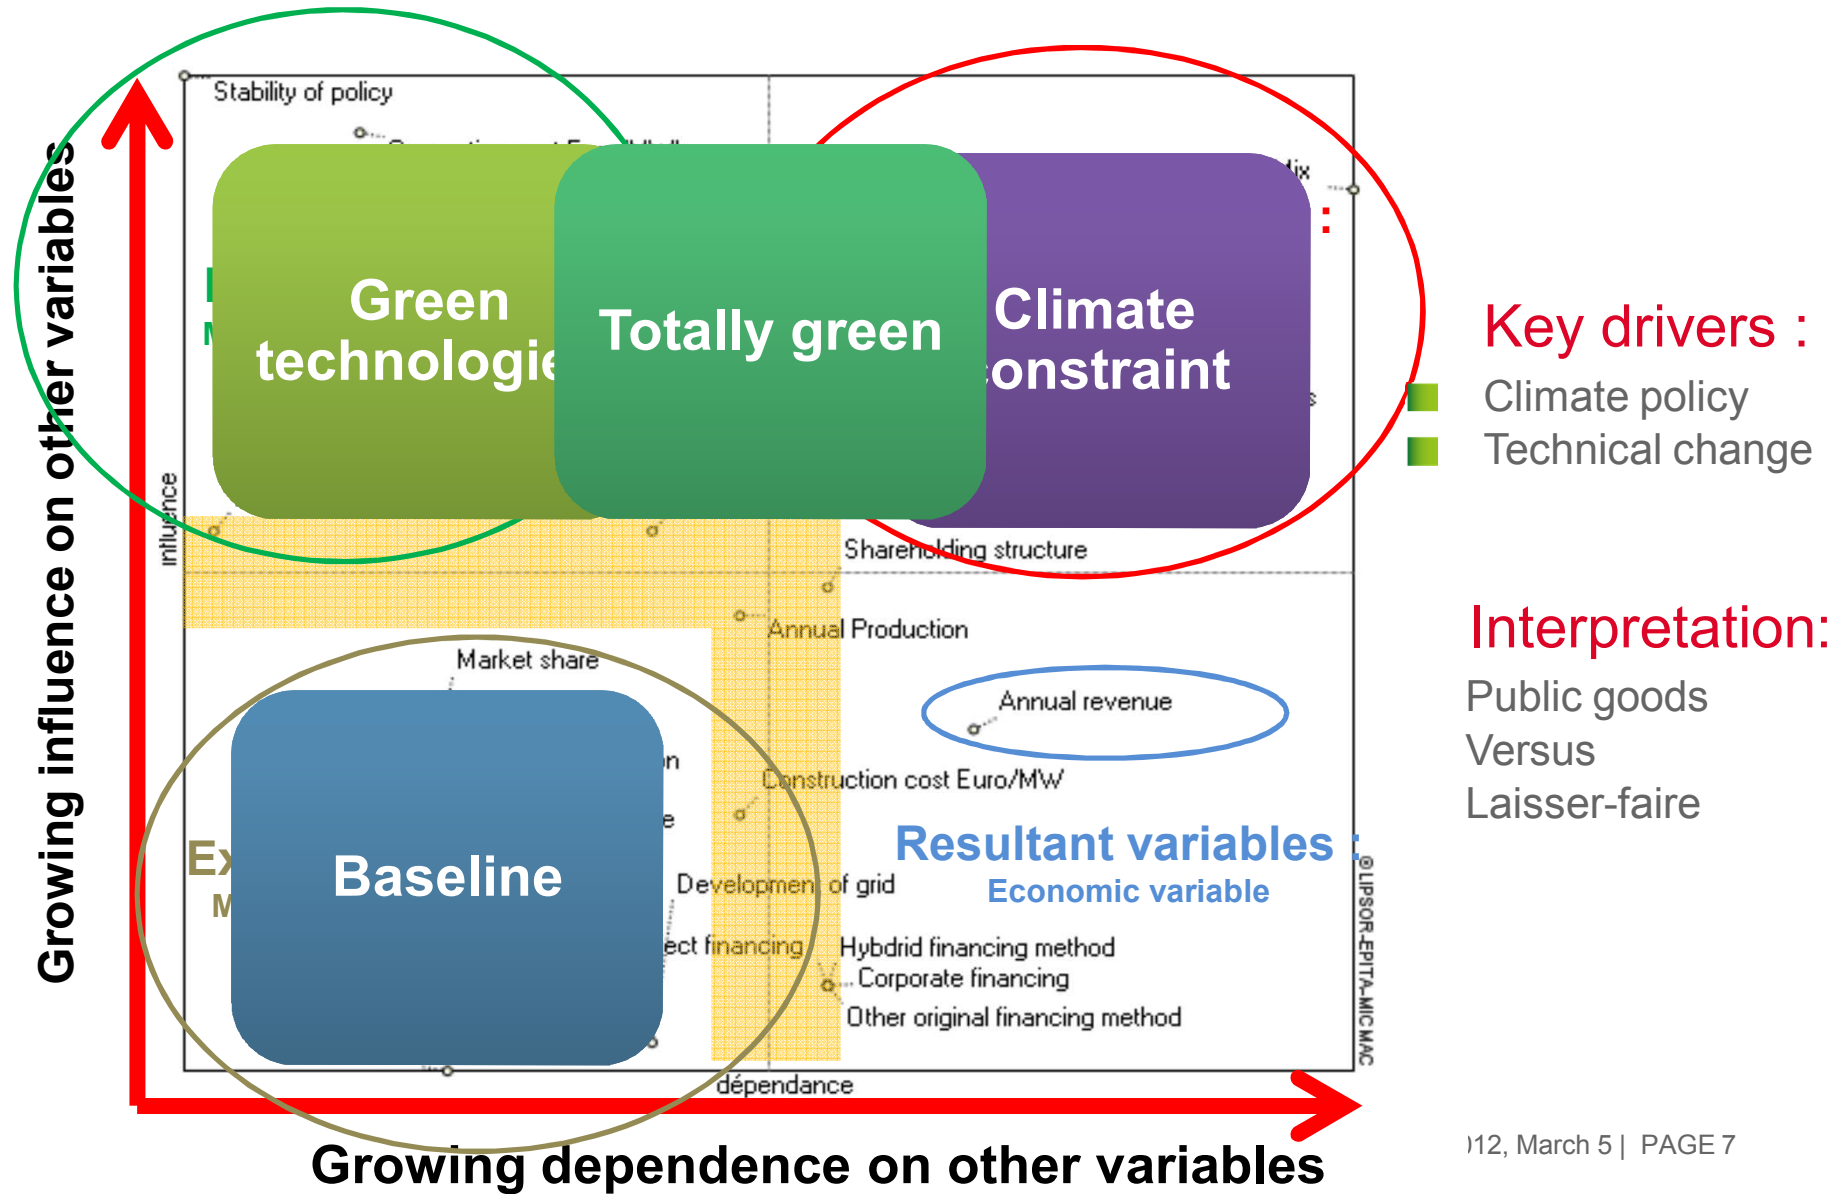 Stability of policy
Growing influence on other variables
Green
technologie
Totally green
Climate
onstraint
Key drivers :
Climate policy
Technical change
influence
Shareholding structure
Annual Production
Market share
Annual revenue
Construction cost Euro/MW
Interpretation:
Public goods
Versus
Laisser-faire
Baseline
Resultant variables :
Economic variable
Development of grid
ect financing
Hybdrid financing method
Corporate financing
Other original financing method
©LIPSOR-EPITA-MICMAC
dépendance
Growing dependence on other variables
012, March 5 | PAGE 7